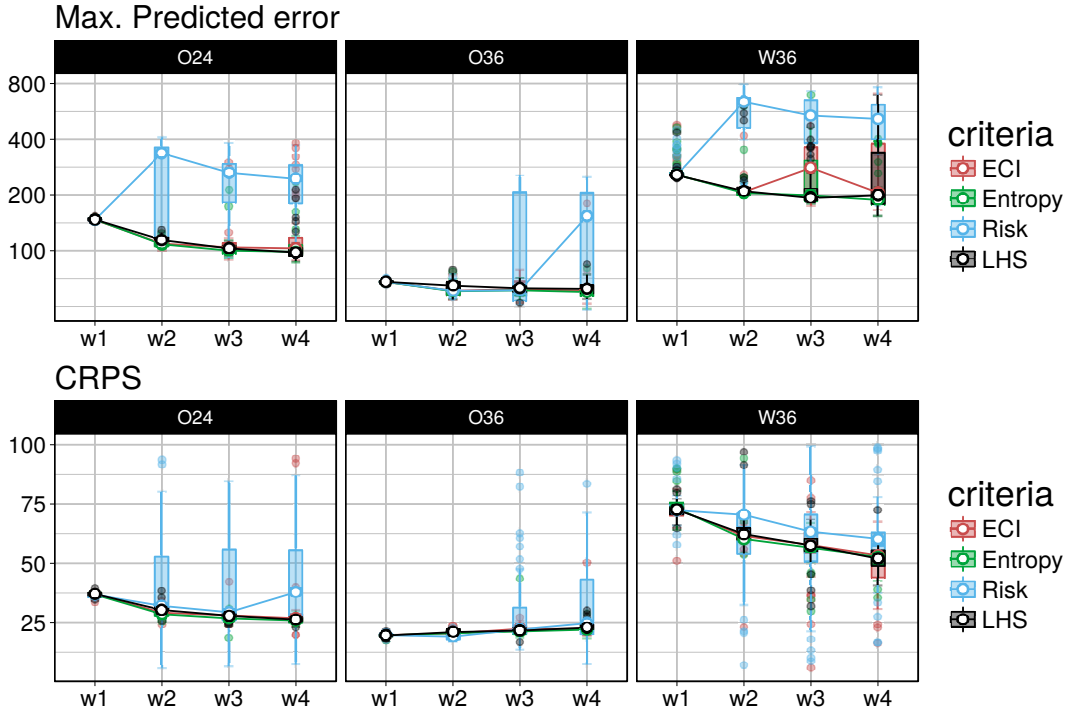 Max. Predicted error
O24 O36 W36
800
400
200
100
w1 w2 w3 w4 w1 w2 w3 w4 w1 w2 w3 w4
criteria
ECI
Entropy
Risk
LHS
CRPS
O24 O36 W36
100
75
50
25
w1 w2 w3 w4 w1 w2 w3 w4 w1 w2 w3 w4
criteria
ECI
Entropy
Risk
LHS